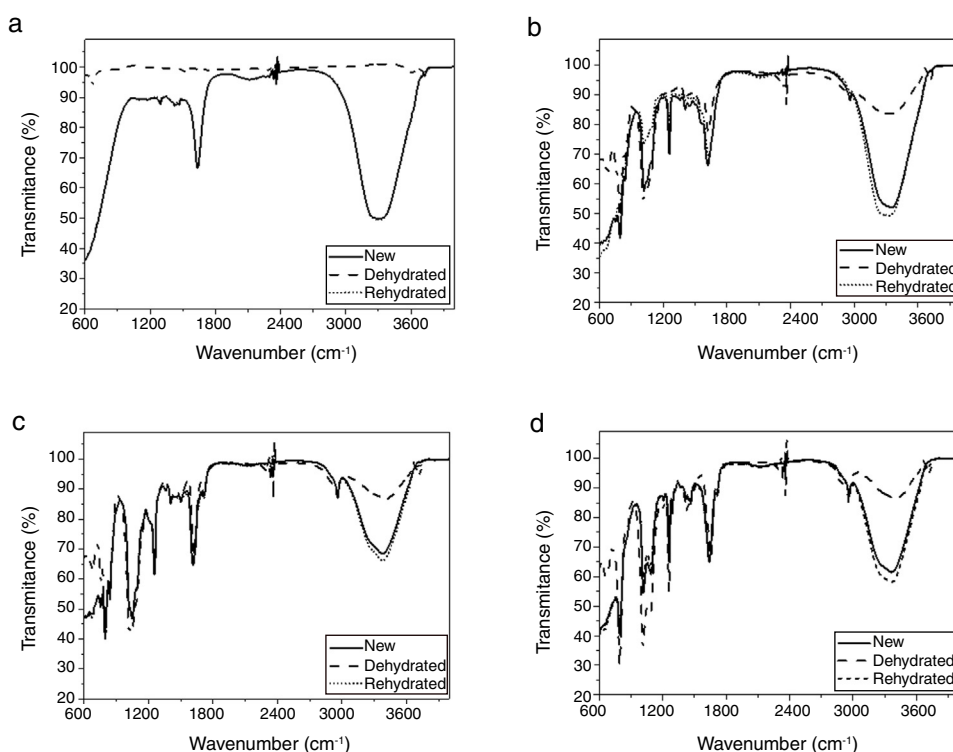 a
Transmitance (%)
100
90
80
70
60
50
40
30
20
600 1200 1800 2400 3000 3600
Wavenumber (cm⁻¹)
New
Dehydrated
Rehydrated
b
Transmitance (%)
100
90
80
70
60
50
40
30
20
600 1200 1800 2400 3000 3600
Wavenumber (cm⁻¹)
New
Dehydrated
Rehydrated
c
Transmitance (%)
100
90
80
70
60
50
40
30
20
600 1200 1800 2400 3000 3600
Wavenumber (cm⁻¹)
New
Dehydrated
Rehydrated
d
Transmitance (%)
100
90
80
70
60
50
40
30
20
600 1200 1800 2400 3000 3600
Wavenumber (cm⁻¹)
New
Dehydrated
Rehydrated